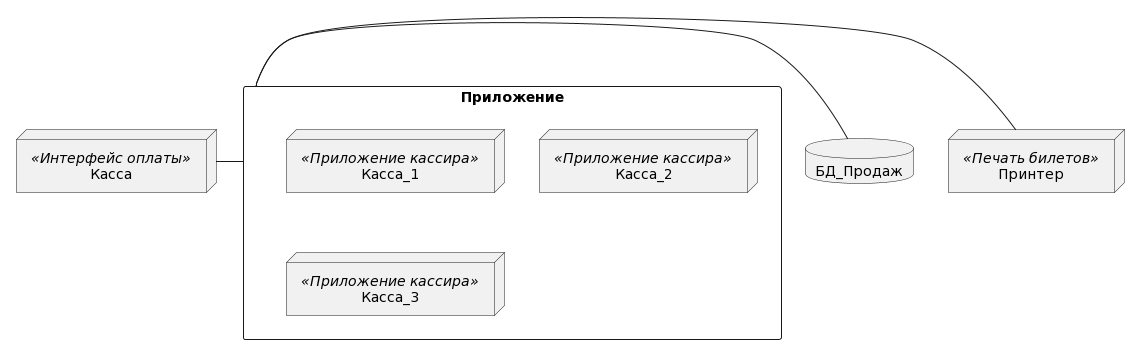 Приложение
«Интерфейс оплаты»
Касса
«Приложение кассира»
Касса_1
«Приложение кассира»
Касса_2
БД_Продаж
«Печать билетов»
Принтер
«Приложение кассира»
Касса_3